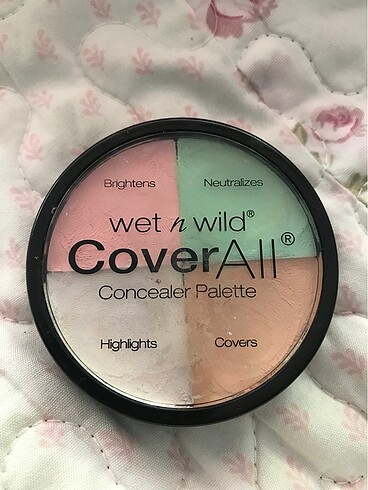 Brightens Neutralizes
wet n wild®
CoverAll®
Concealer Palette
Highlights Covers